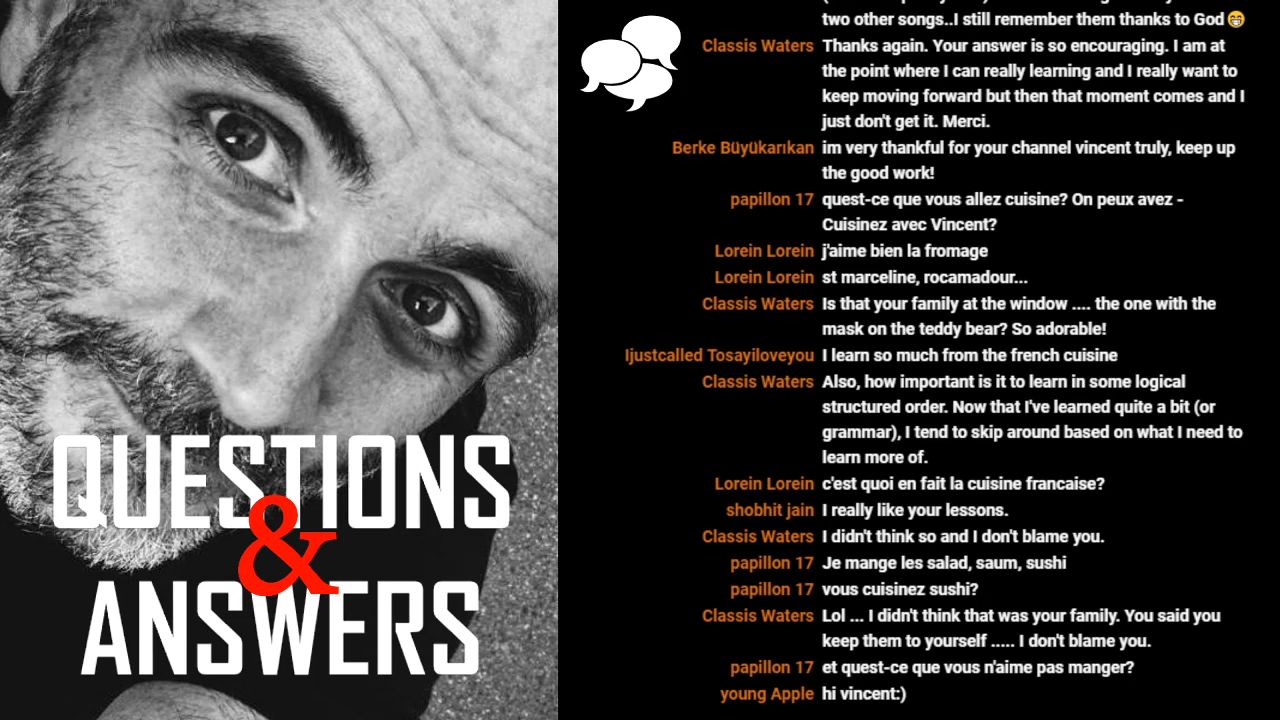 QUESTIONS
&
ANSWERS
two other songs..I still remember them thanks to God😁
Classis Waters Thanks again. Your answer is so encouraging. I am at
the point where I can really learning and I really want to
keep moving forward but then that moment comes and I
just don't get it. Merci.
Berke Büyükarıkan im very thankful for your channel vincent truly, keep up
the good work!
papillon 17 quest-ce que vous allez cuisine? On peux avez -
Cuisinez avec Vincent?
Lorein Lorein j'aime bien la fromage
Lorein Lorein st marceline, rocamadour...
Classis Waters Is that your family at the window .... the one with the
mask on the teddy bear? So adorable!
Ijustcalled Tosayiloveyou I learn so much from the french cuisine
Classis Waters Also, how important is it to learn in some logical
structured order. Now that I've learned quite a bit (or
grammar), I tend to skip around based on what I need to
learn more of.
Lorein Lorein c'est quoi en fait la cuisine francaise?
shobhit jain I really like your lessons.
Classis Waters I didn't think so and I don't blame you.
papillon 17 Je mange les salad, saum, sushi
papillon 17 vous cuisinez sushi?
Classis Waters Lol ... I didn't think that was your family. You said you
keep them to yourself ..... I don't blame you.
papillon 17 et quest-ce que vous n'aime pas manger?
young Apple hi vincent:)